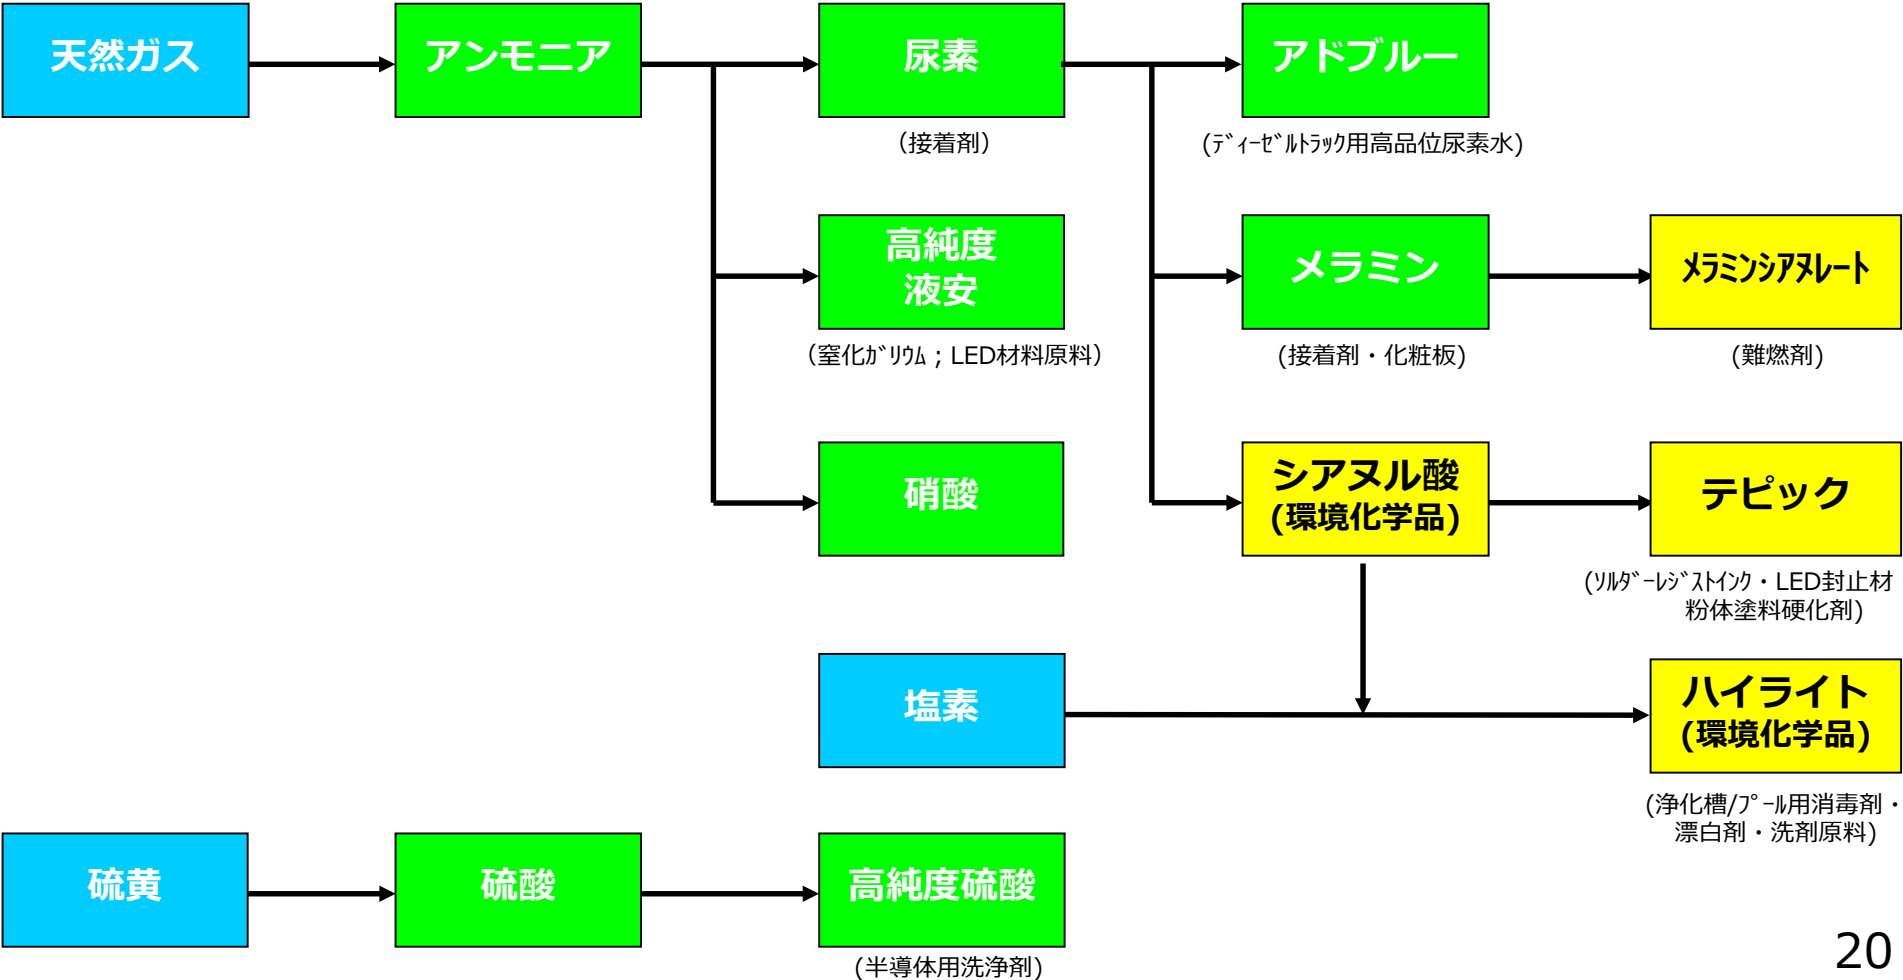 天然ガス
アンモニア
尿素
アドブルー
（接着剤）
(ﾃﾞｨｰｾﾞﾙﾄﾗｯｸ用高品位尿素水)
高純度
液安
メラミン
ﾒﾗﾐﾝｼｱﾇﾚｰﾄ
（窒化ｶﾞﾘｳﾑ；LED材料原料）
(接着剤・化粧板)
(難燃剤)
硝酸
シアヌル酸
(環境化学品)
テピック
(ｿﾙﾀﾞｰﾚｼﾞｽﾄｲﾝｸ・LED封止材
粉体塗料硬化剤)
塩素
ハイライト
(環境化学品)
(浄化槽/ﾌﾟｰﾙ用消毒剤・
漂白剤・洗剤原料)
硫黄
硫酸
高純度硫酸
(半導体用洗浄剤)
20